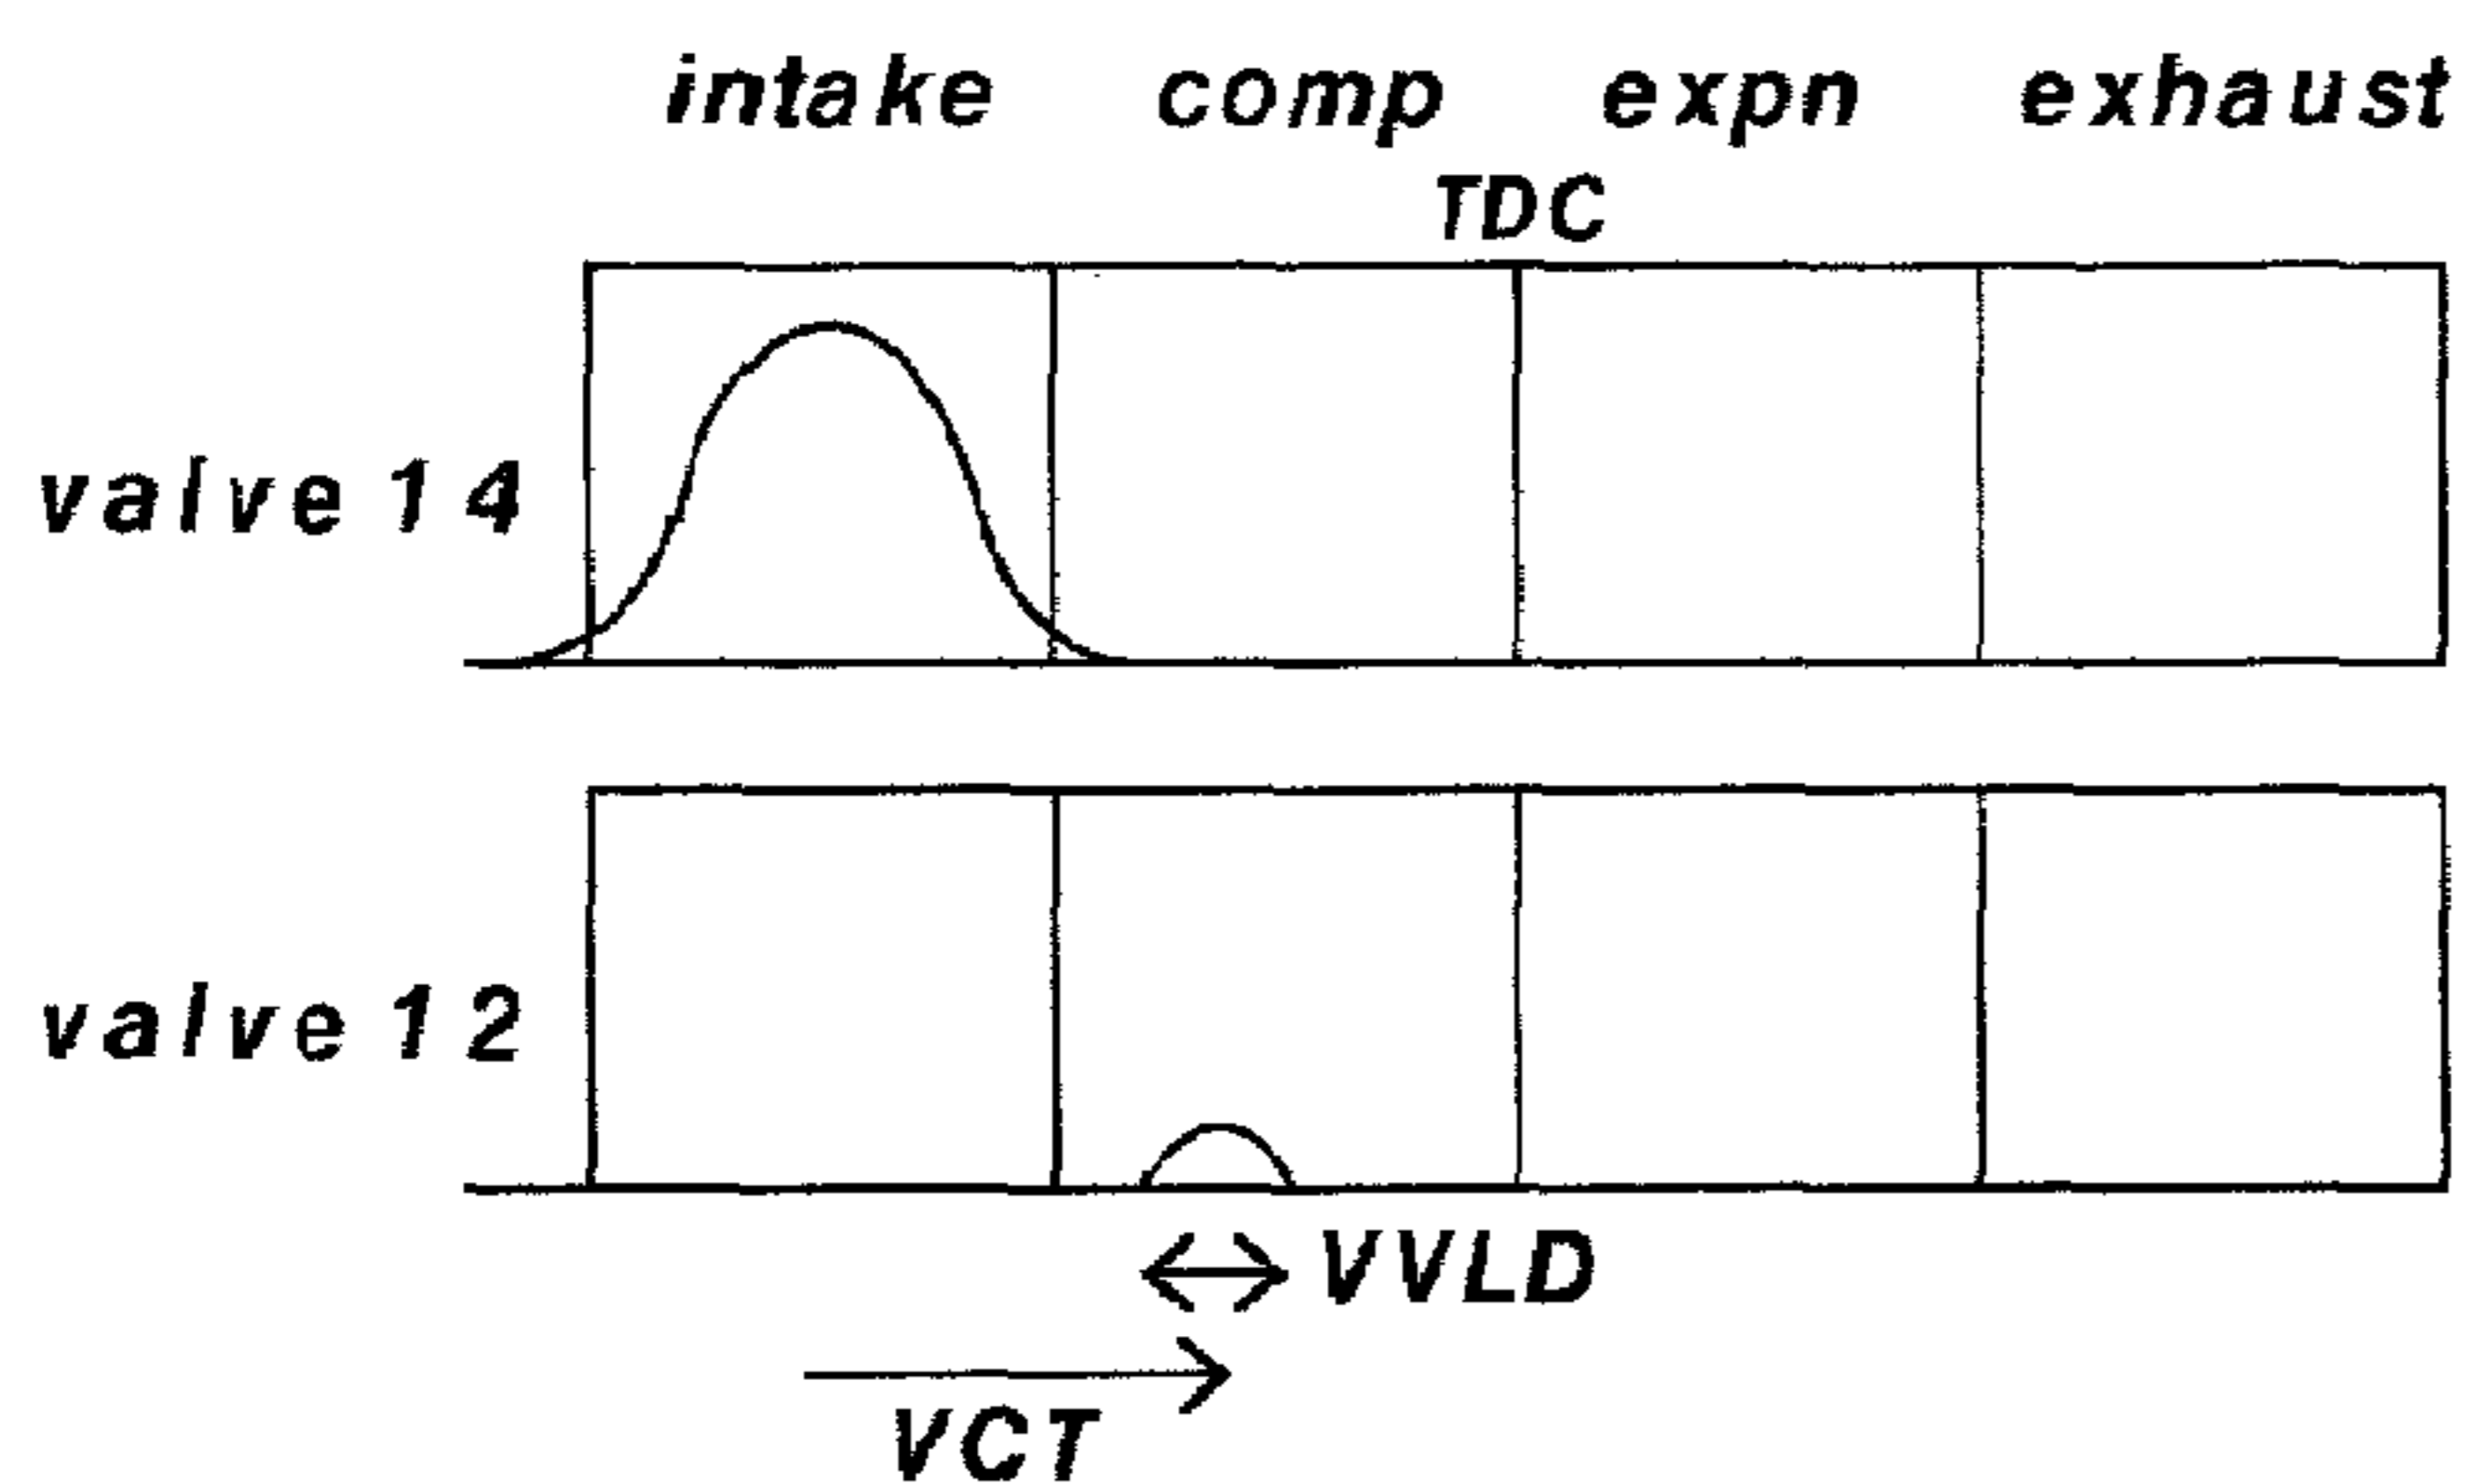 intake comp expn exhaust
TDC
valve 14
valve 12
VVLD
VCT